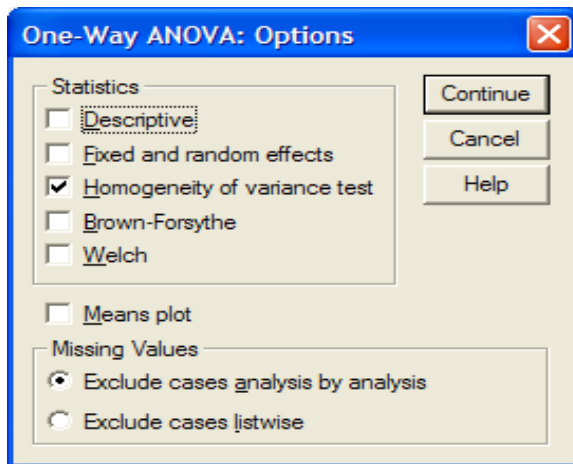 One-Way ANOVA: Options
Statistics
Descriptive
Fixed and random effects
Homogeneity of variance test
Brown-Forsythe
Welch
Continue
Cancel
Help
Means plot
Missing Values
Exclude cases analysis by analysis
Exclude cases listwise